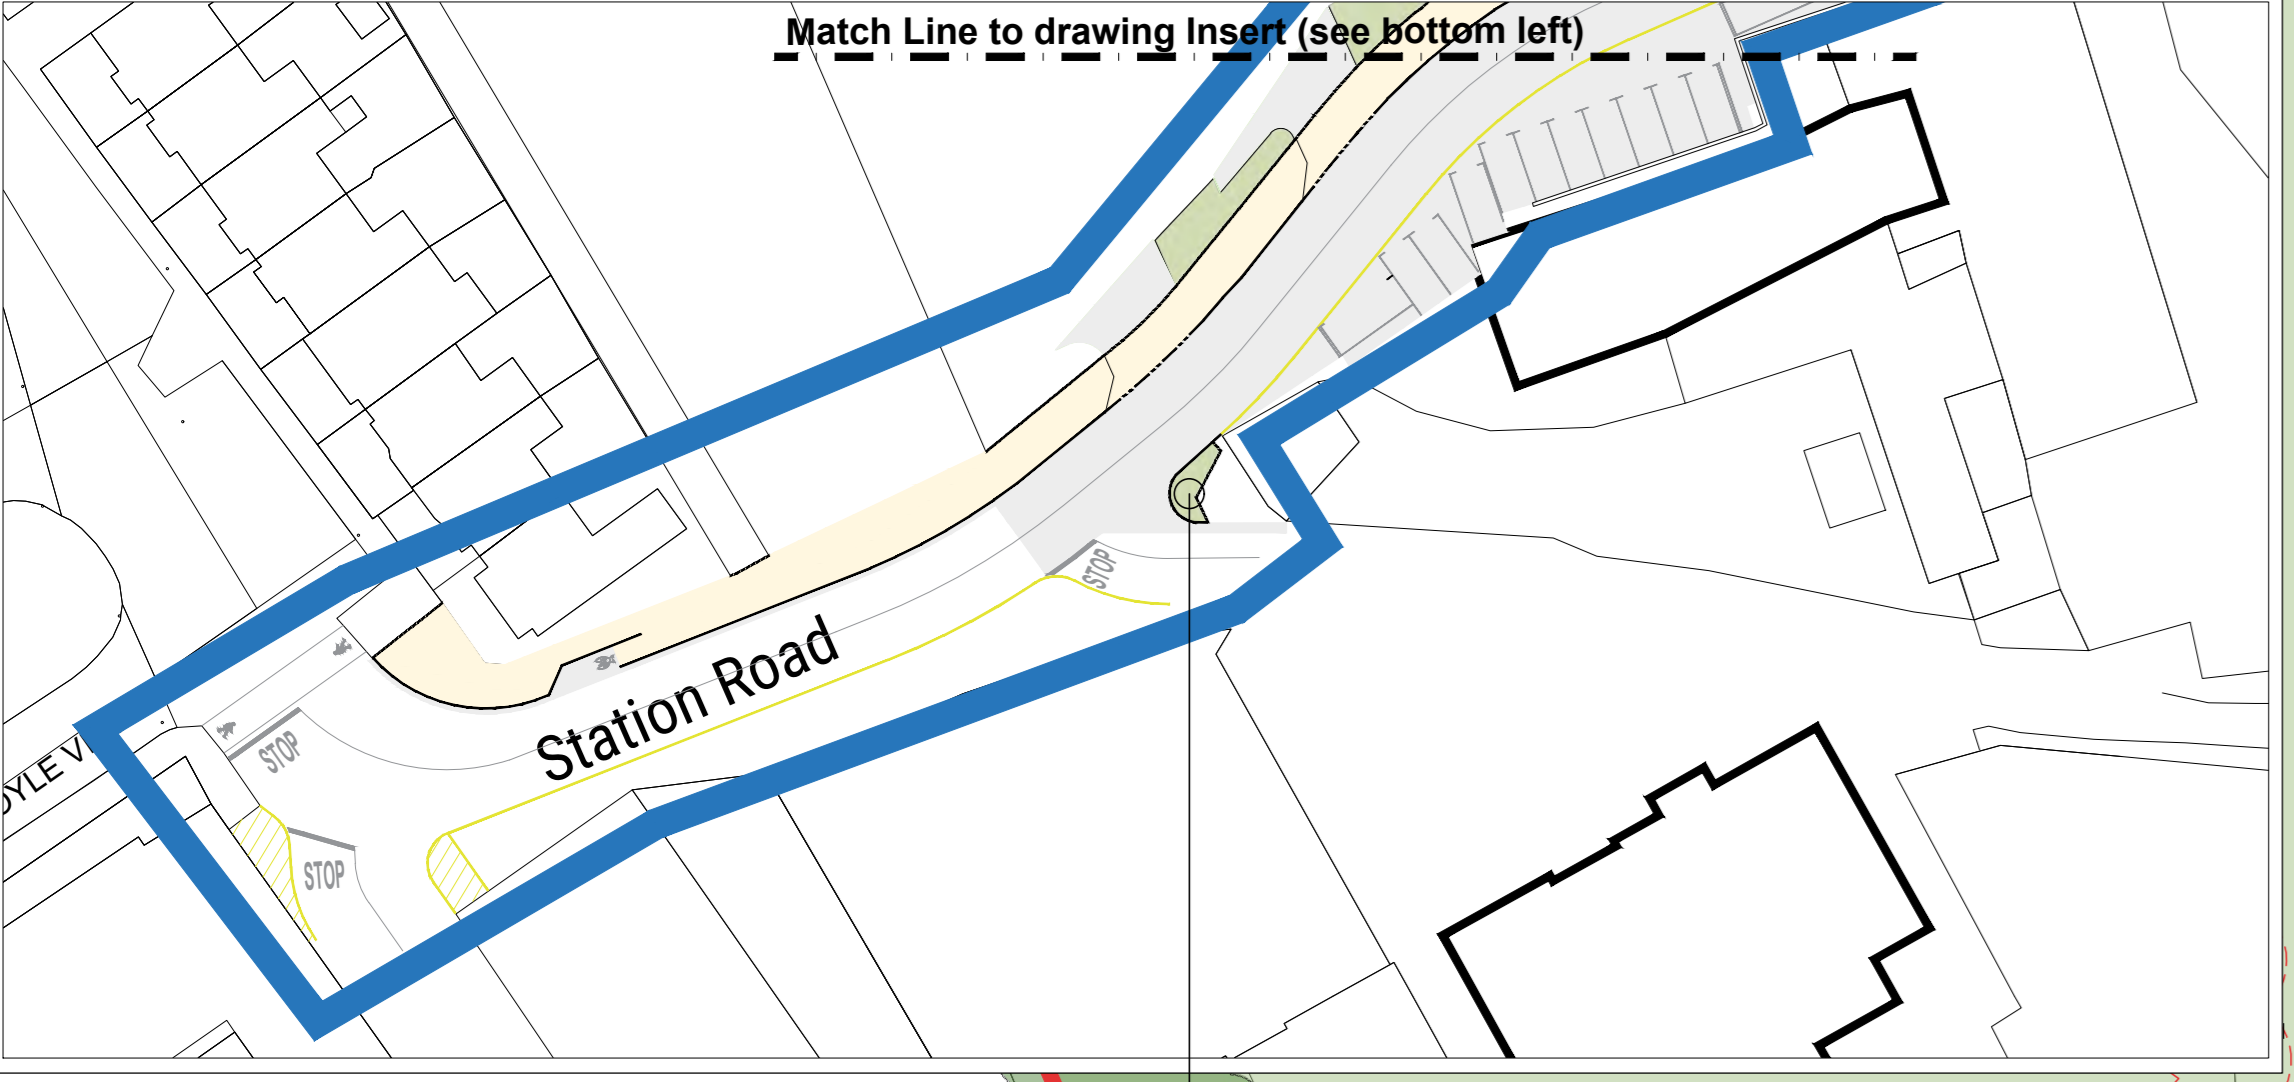 Match Line to drawing Insert (see bottom left)
STOP
Station Road
STOP
STOP